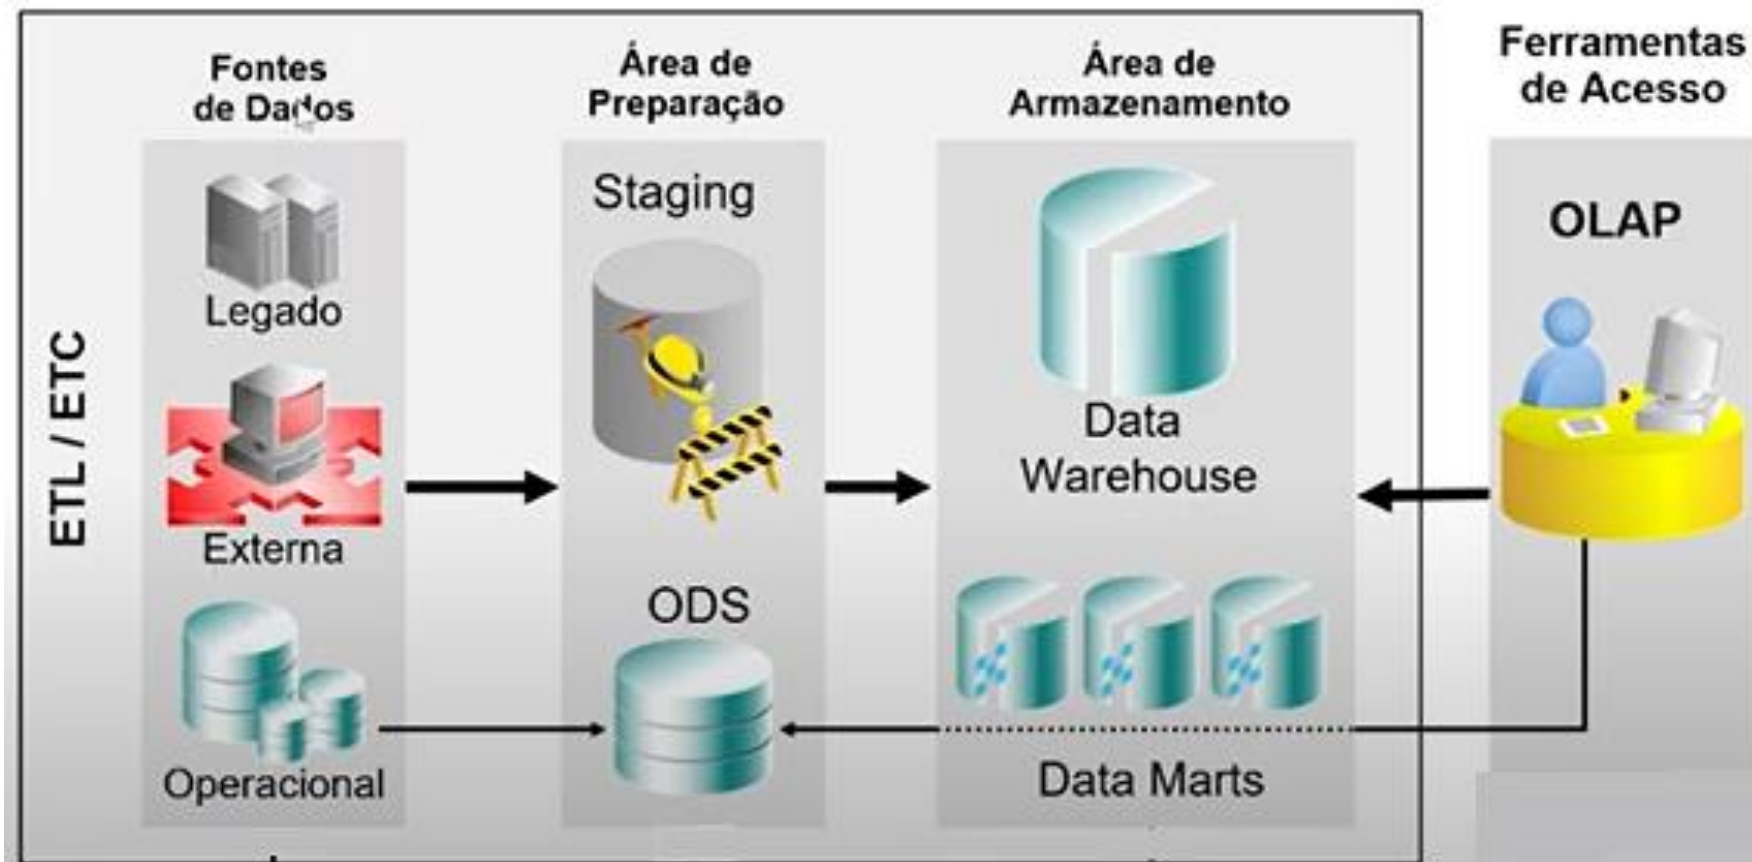 Fontes
de Dados
Área de
Preparação
Área de
Armazenamento
Ferramentas
de Acesso
ETL / ETC
Legado
Externa
Operacional
Staging
ODS
Data
Warehouse
Data Marts
OLAP